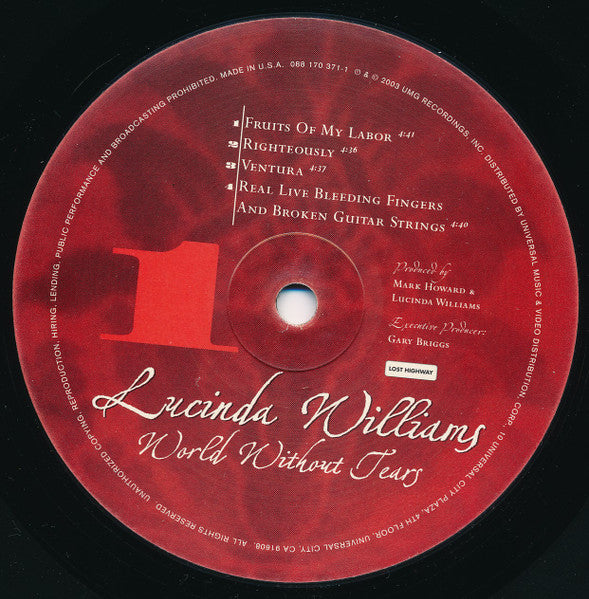 UNAUTHORIZED COPYING, REPRODUCTION, HIRING, LENDING, PUBLIC PERFORMANCE AND BROADCASTING PROHIBITED. MADE IN U.S.A. 088 170 371-1 ℗ & © 2003 UMG RECORDINGS, INC. DISTRIBUTED BY UNIVERSAL MUSIC & VIDEO DISTRIBUTION, CORP. 10 UNIVERSAL CITY PLAZA, 4TH FLOOR, UNIVERSAL CITY, CA 91608. ALL RIGHTS RESERVED.
1 FRUITS OF MY LABOR 4:41
2 RIGHTEOUSLY 4:36
3 VENTURA 4:37
4 REAL LIVE BLEEDING FINGERS
AND BROKEN GUITAR STRINGS 4:40
1
Produced by
MARK HOWARD &
LUCINDA WILLIAMS
Executive Producer:
GARY BRIGGS
LOST HIGHWAY
Lucinda Williams
World Without Tears